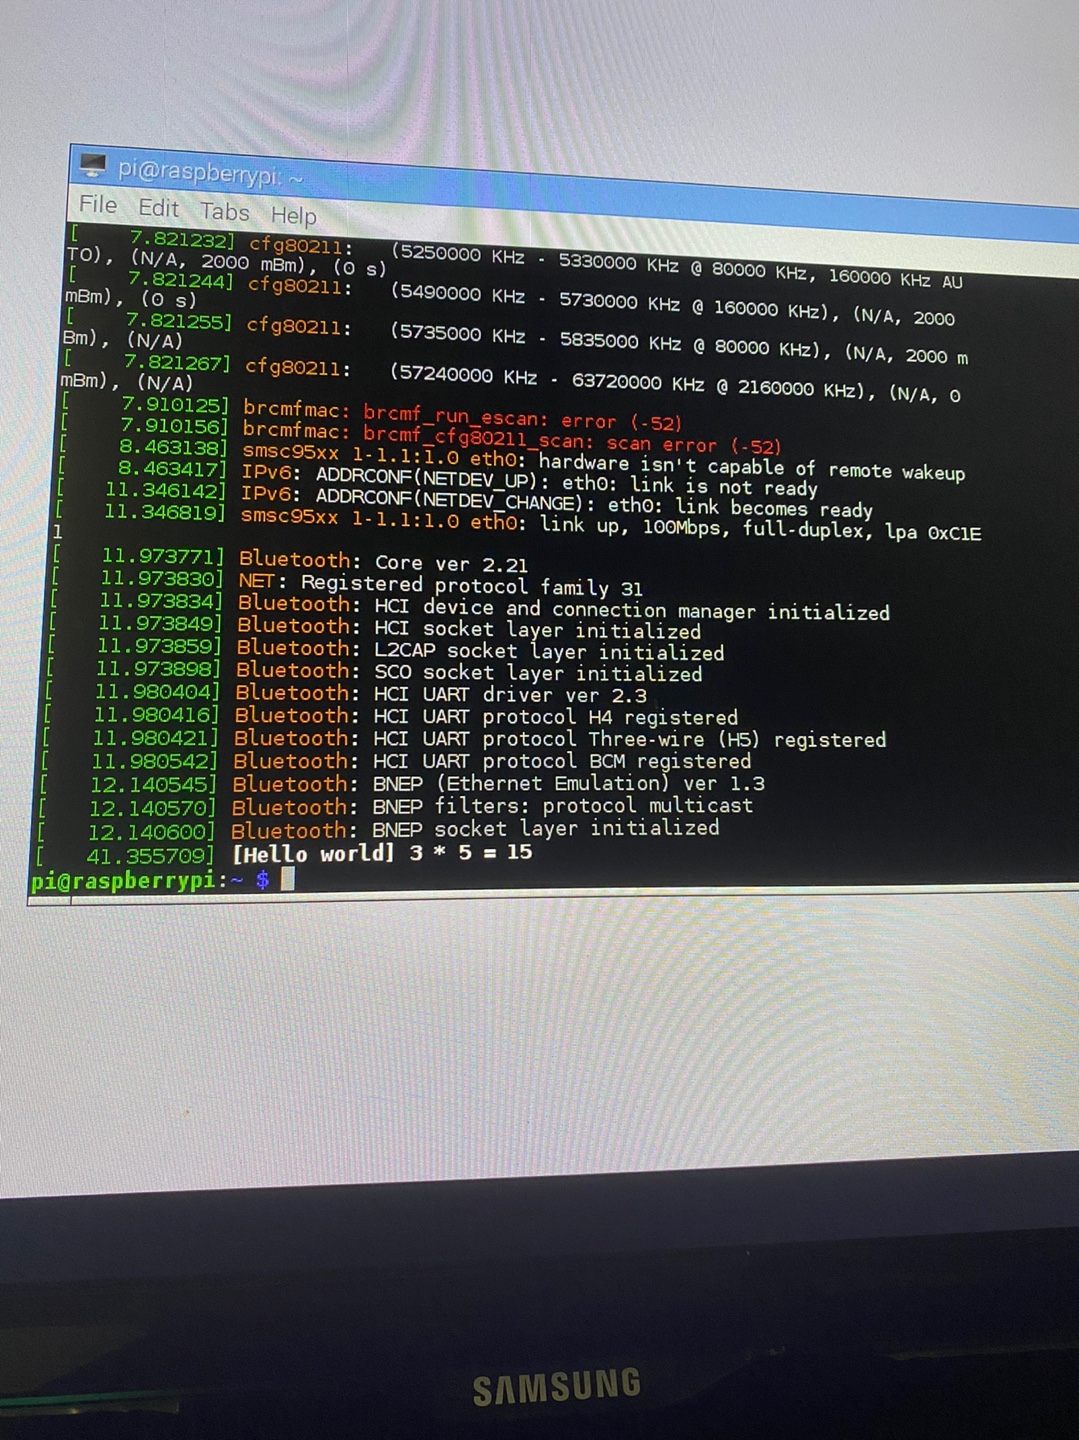 pi@raspberrypi: ~
File Edit Tabs Help
[    7.821232] cfg80211:   (5250000 KHz - 5330000 KHz @ 80000 KHz, 160000 KHz AU
TO), (N/A, 2000 mBm), (0 s)
[    7.821244] cfg80211:   (5490000 KHz - 5730000 KHz @ 160000 KHz), (N/A, 2000
mBm), (0 s)
[    7.821255] cfg80211:   (5735000 KHz - 5835000 KHz @ 80000 KHz), (N/A, 2000 m
Bm), (N/A)
[    7.821267] cfg80211:   (57240000 KHz - 63720000 KHz @ 2160000 KHz), (N/A, 0
mBm), (N/A)
[    7.910125] brcmfmac: brcmf_run_escan: error (-52)
[    7.910156] brcmfmac: brcmf_cfg80211_scan: scan error (-52)
[    8.463138] smsc95xx 1-1.1:1.0 eth0: hardware isn't capable of remote wakeup
[    8.463417] IPv6: ADDRCONF(NETDEV_UP): eth0: link is not ready
[   11.346142] IPv6: ADDRCONF(NETDEV_CHANGE): eth0: link becomes ready
[   11.346819] smsc95xx 1-1.1:1.0 eth0: link up, 100Mbps, full-duplex, lpa 0xC1E
1
[   11.973771] Bluetooth: Core ver 2.21
[   11.973830] NET: Registered protocol family 31
[   11.973834] Bluetooth: HCI device and connection manager initialized
[   11.973849] Bluetooth: HCI socket layer initialized
[   11.973859] Bluetooth: L2CAP socket layer initialized
[   11.973898] Bluetooth: SCO socket layer initialized
[   11.980404] Bluetooth: HCI UART driver ver 2.3
[   11.980416] Bluetooth: HCI UART protocol H4 registered
[   11.980421] Bluetooth: HCI UART protocol Three-wire (H5) registered
[   11.980542] Bluetooth: HCI UART protocol BCM registered
[   12.140545] Bluetooth: BNEP (Ethernet Emulation) ver 1.3
[   12.140570] Bluetooth: BNEP filters: protocol multicast
[   12.140600] Bluetooth: BNEP socket layer initialized
[   41.355709] [Hello world] 3 * 5 = 15
pi@raspberrypi:~ $
SAMSUNG